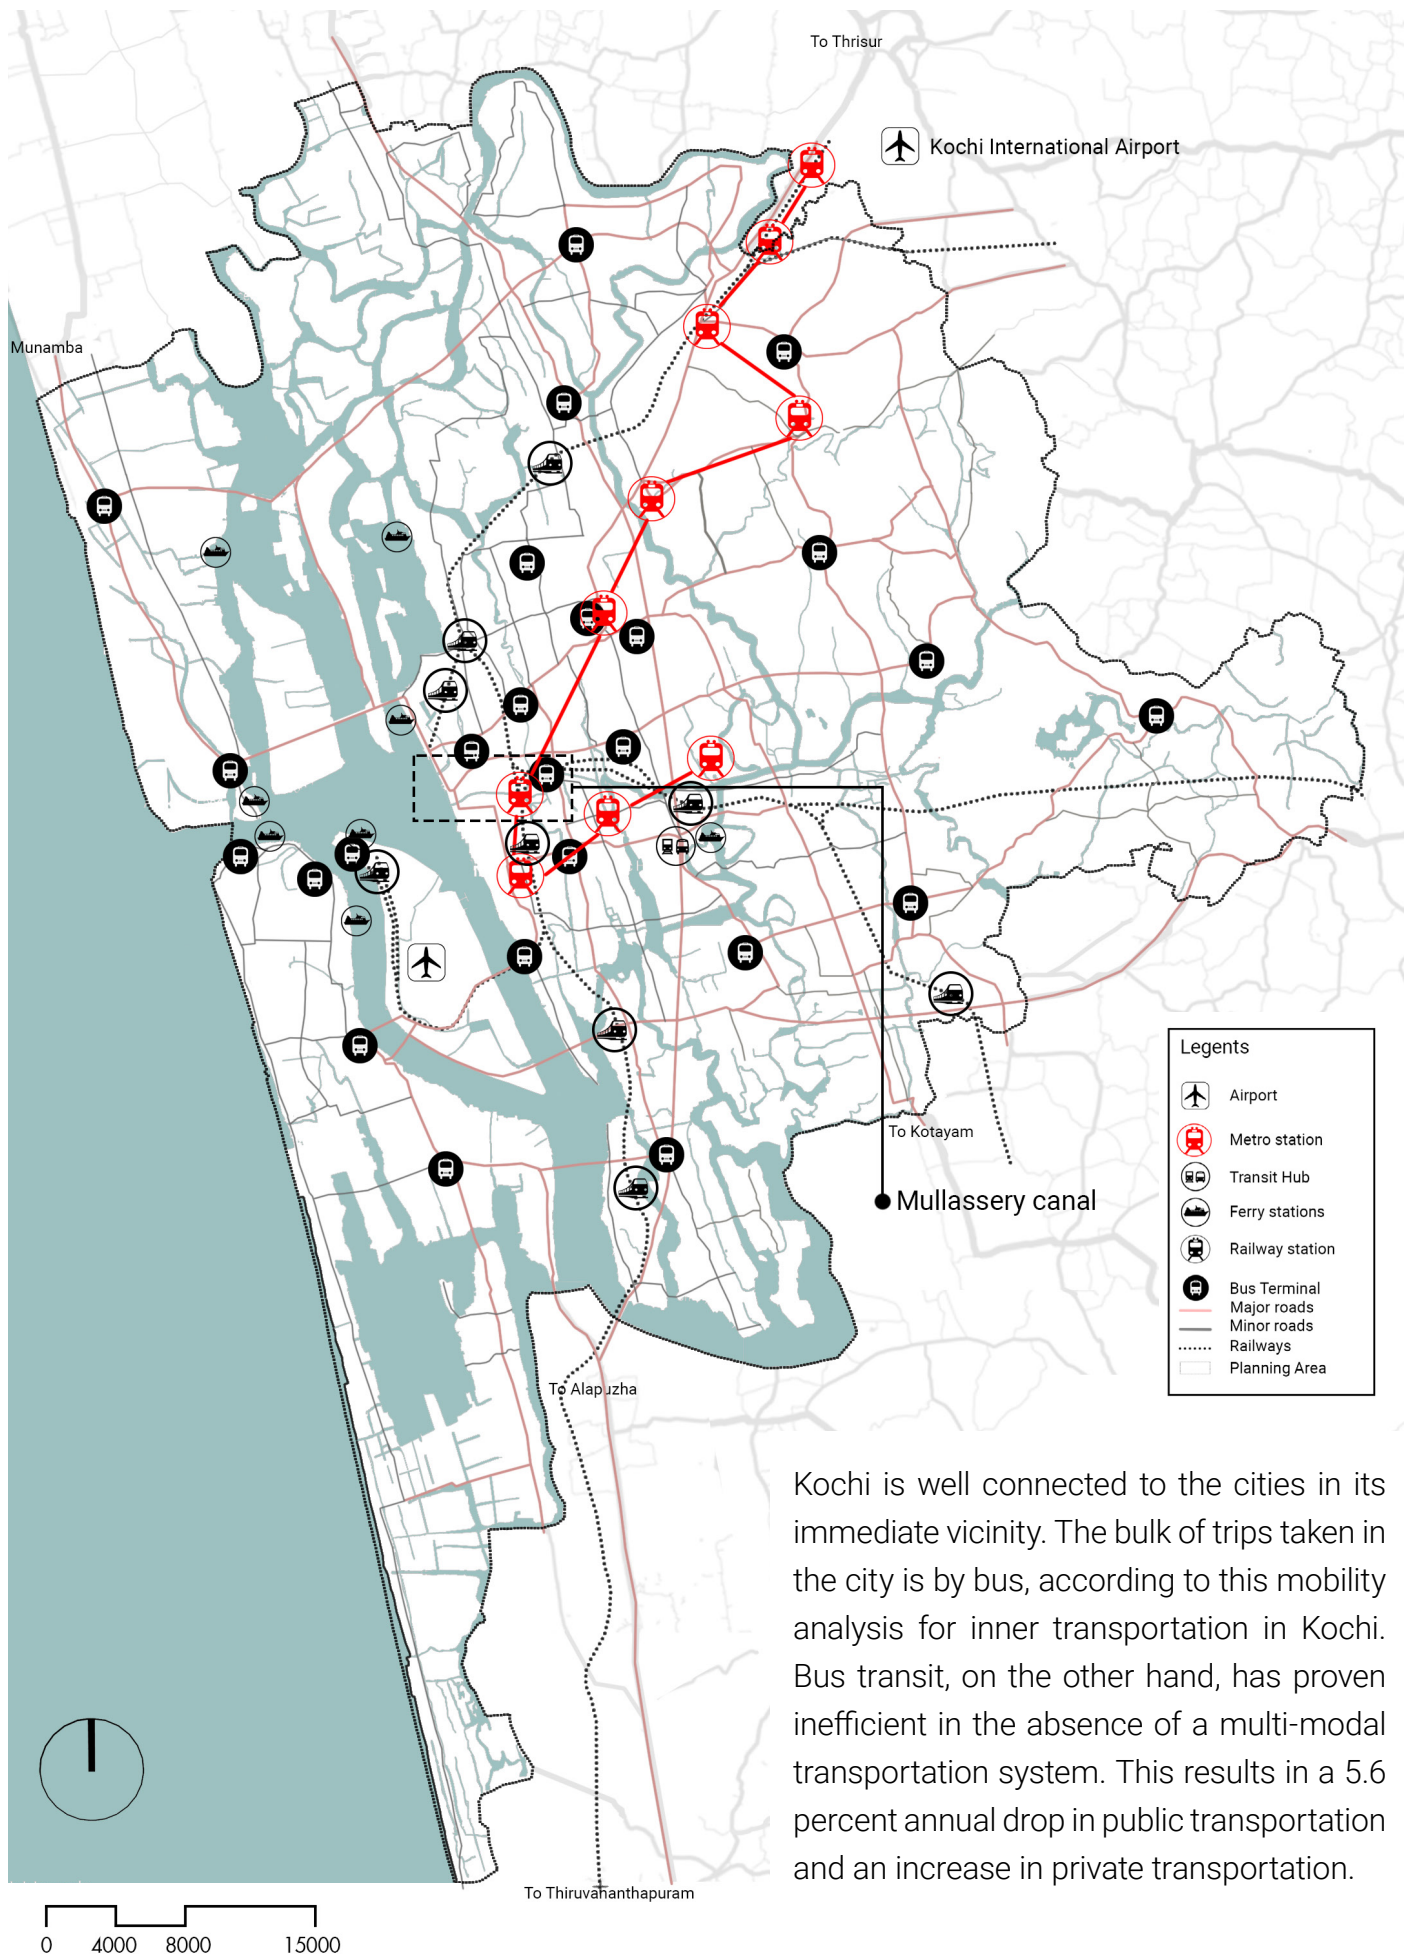 To Thrisur
Kochi International Airport
Munamba
Legents
Airport
Metro station
Transit Hub
Ferry stations
Railway station
Bus Terminal
Major roads
Minor roads
Railways
Planning Area
To Kotayam
Mullassery canal
To Alapuzha
Kochi is well connected to the cities in its
immediate vicinity. The bulk of trips taken in
the city is by bus, according to this mobility
analysis for inner transportation in Kochi.
Bus transit, on the other hand, has proven
inefficient in the absence of a multi-modal
transportation system. This results in a 5.6
percent annual drop in public transportation
and an increase in private transportation.
To Thiruvananthapuram
0 4000 8000 15000